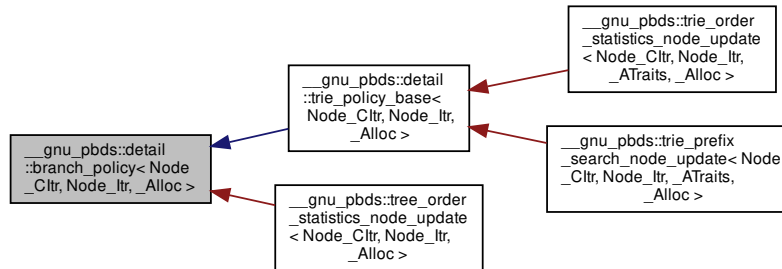 __gnu_pbds::detail
::branch_policy< Node
_CItr, Node_Itr, _Alloc >
__gnu_pbds::detail
::trie_policy_base<
Node_CItr, Node_Itr,
_Alloc >
__gnu_pbds::tree_order
_statistics_node_update
< Node_CItr, Node_Itr,
_Alloc >
__gnu_pbds::trie_order
_statistics_node_update
< Node_CItr, Node_Itr,
_ATraits, _Alloc >
__gnu_pbds::trie_prefix
_search_node_update< Node
_CItr, Node_Itr, _ATraits,
_Alloc >